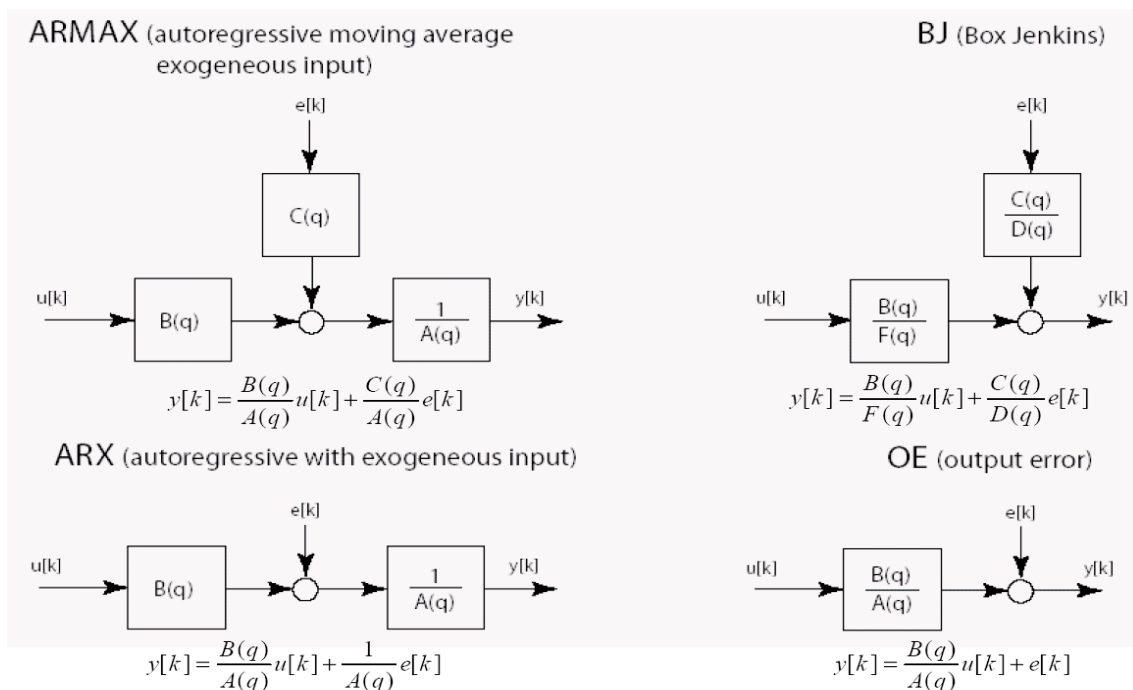 ARMAX (autoregressive moving average
exogeneous input)
e[k]
C(q)
u[k]
B(q)
1
A(q)
y[k]
y[k] = B(q)/A(q) u[k] + C(q)/A(q) e[k]
BJ (Box Jenkins)
e[k]
C(q)
D(q)
u[k]
B(q)
F(q)
y[k]
y[k] = B(q)/F(q) u[k] + C(q)/D(q) e[k]
ARX (autoregressive with exogeneous input)
e[k]
u[k]
B(q)
1
A(q)
y[k]
y[k] = B(q)/A(q) u[k] + 1/A(q) e[k]
OE (output error)
e[k]
u[k]
B(q)
A(q)
y[k]
y[k] = B(q)/A(q) u[k] + e[k]